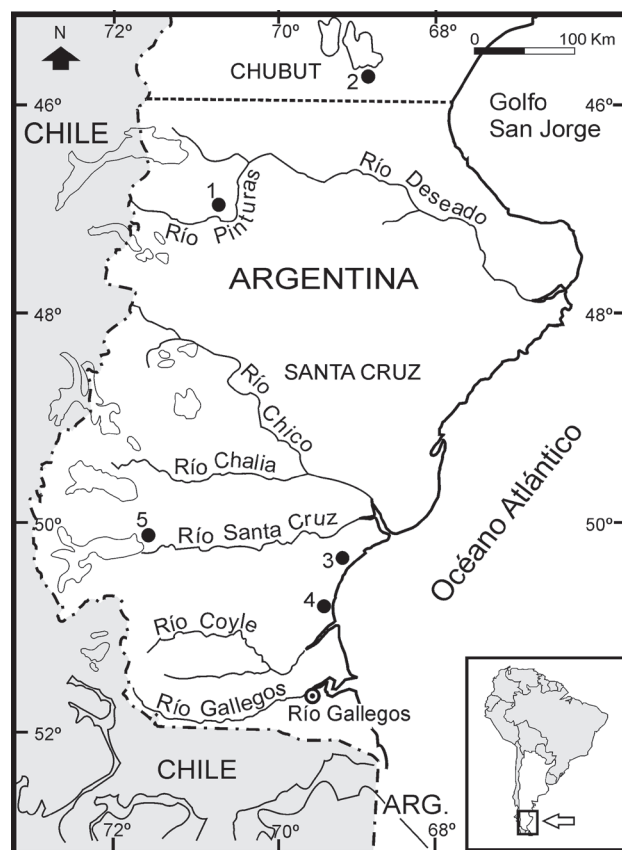 72º
70º
68º
N
0
100 Km
CHUBUT
2
46º
46º
Golfo
San Jorge
CHILE
Río Deseado
1
Río Pinturas
ARGENTINA
48º
48º
SANTA CRUZ
Río Chico
Río Chalia
Océano Atlántico
50º
50º
5
Río Santa Cruz
3
4
Río Coyle
Río Gallegos
Río Gallegos
52º
CHILE
ARG.
72º
70º
68º